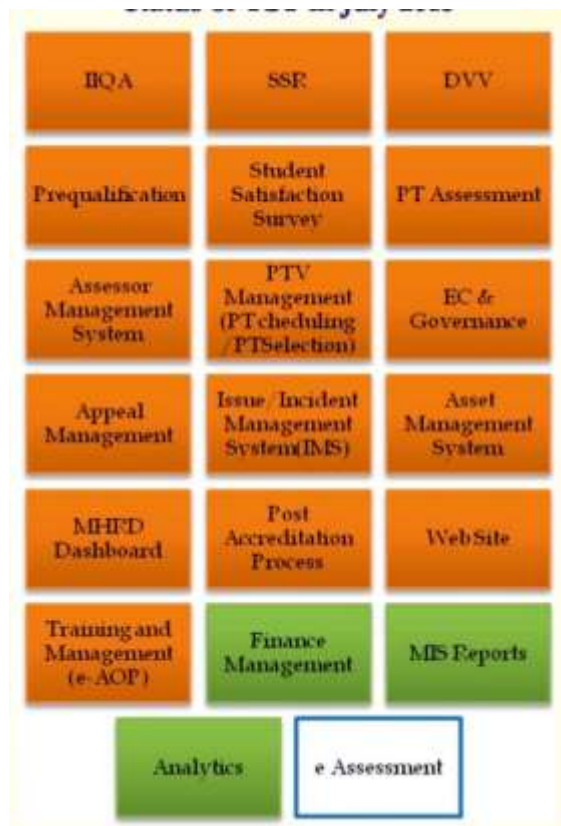 IIQA
SSR
DVV
Prequalification
Student
Satisfaction
Survey
PT Assessment
Assessor
Management
System
PTV
Management
(PTcheduling
/PTSelection)
EC &
Governance
Appeal
Management
Issue/Incident
Management
System(IMS)
Asset
Management
System
MHRD
Dashboard
Post
Accreditation
Process
Web Site
Training and
Management
(e-AOP)
Finance
Management
MIS Reports
Analytics
e Assessment